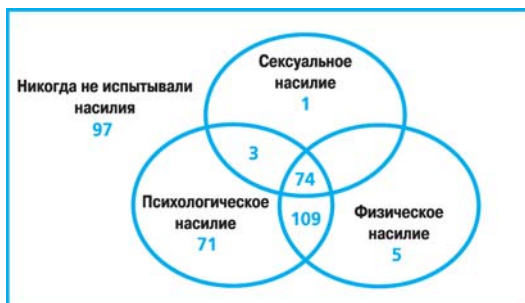 Сексуальное
насилие
1
Никогда не испытывали
насилия
97
3
74
Психологическое
насилие
71
109
Физическое
насилие
5